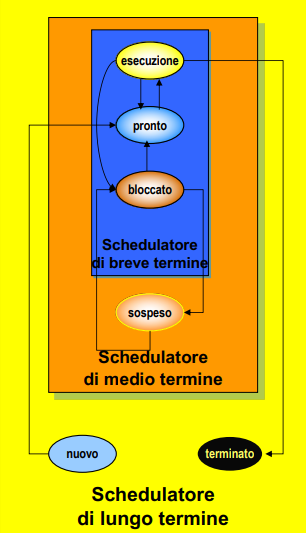 esecuzione
pronto
bloccato
Schedulatore
di breve termine
sospeso
Schedulatore
di medio termine
nuovo
terminato
Schedulatore
di lungo termine